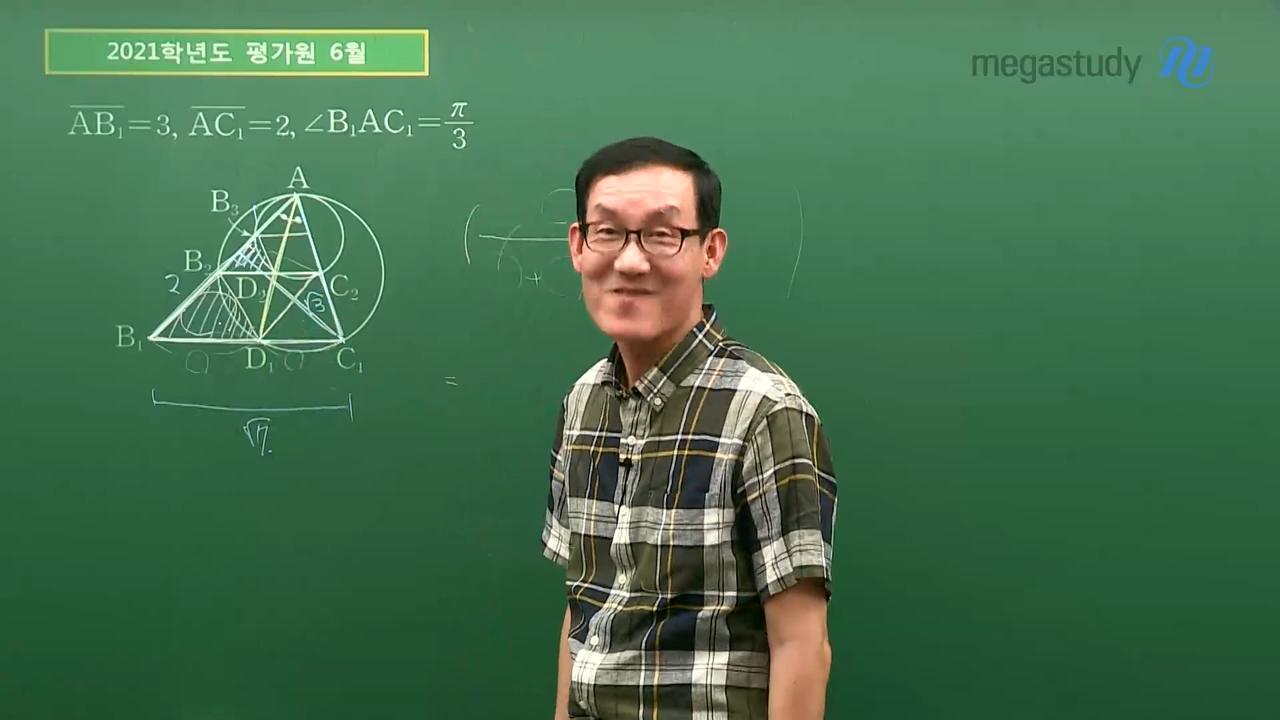 2021학년도 평가원 6월
megastudy
AB₁=3, AC₁=2, ∠B₁AC₁=π/3
A
B₃
B₂
2
D₂
√3
C₂
B₁
D₁
C₁
=
√7